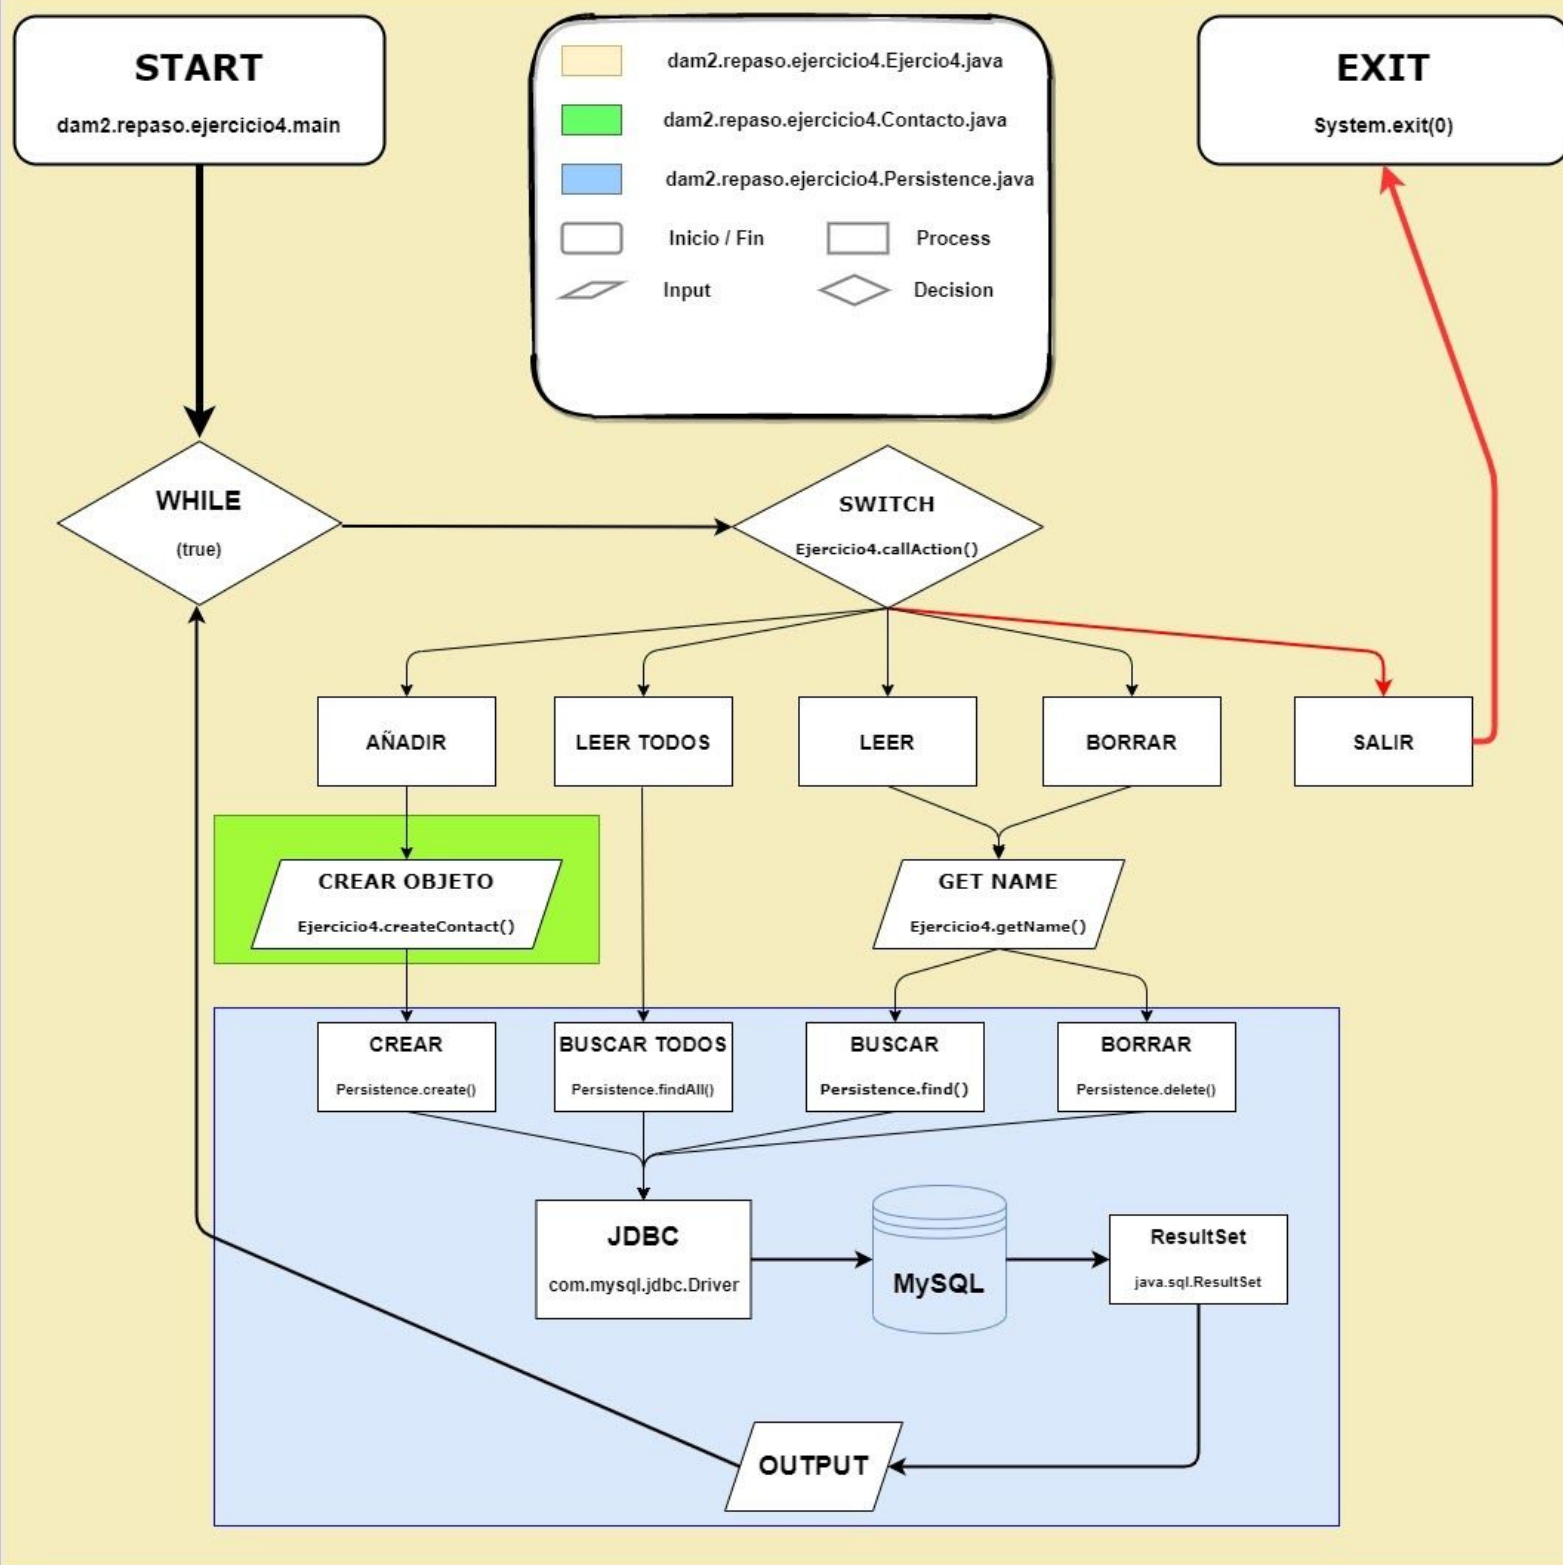 START
dam2.repaso.ejercicio4.main
dam2.repaso.ejercicio4.Ejercio4.java
dam2.repaso.ejercicio4.Contacto.java
dam2.repaso.ejercicio4.Persistence.java
Inicio / Fin
Process
Input
Decision
EXIT
System.exit(0)
WHILE
(true)
SWITCH
Ejercicio4.callAction()
AÑADIR
LEER TODOS
LEER
BORRAR
SALIR
CREAR OBJETO
Ejercicio4.createContact()
GET NAME
Ejercicio4.getName()
CREAR
Persistence.create()
BUSCAR TODOS
Persistence.findAll()
BUSCAR
Persistence.find()
BORRAR
Persistence.delete()
JDBC
com.mysql.jdbc.Driver
MySQL
ResultSet
java.sql.ResultSet
OUTPUT